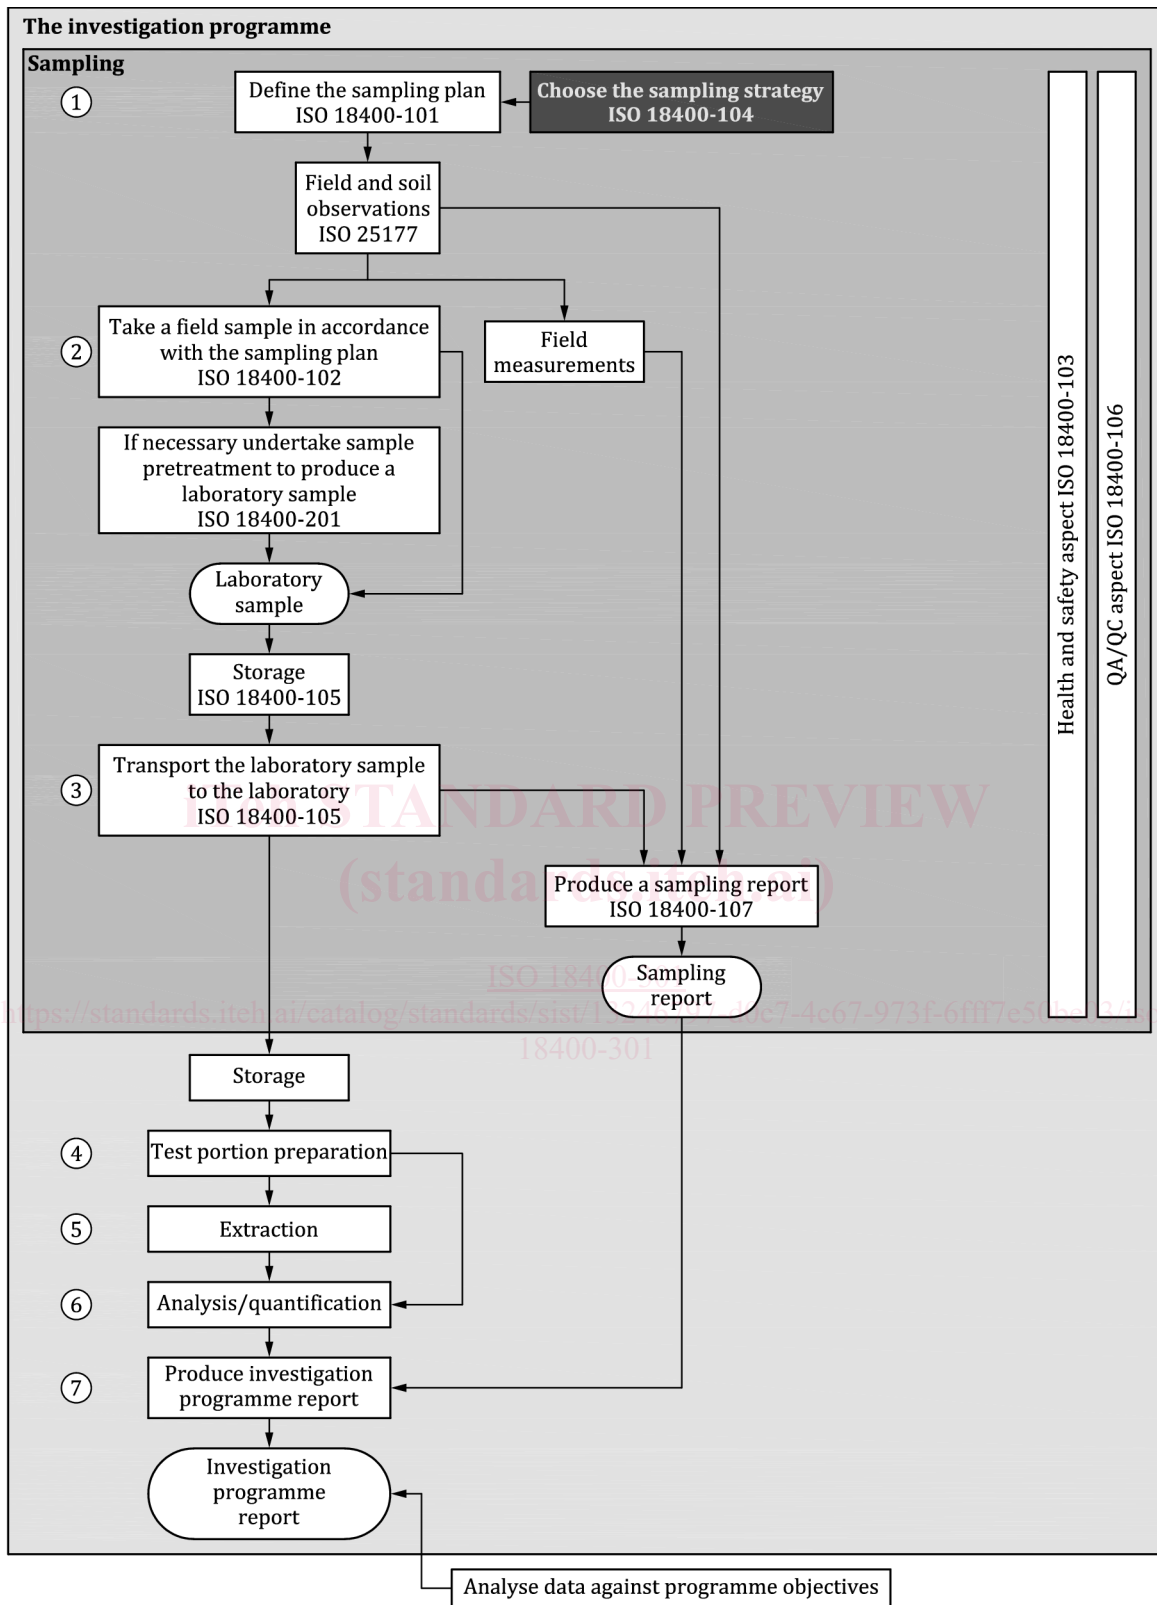 The investigation programme
Sampling
1
Define the sampling plan
ISO 18400-101
Choose the sampling strategy
ISO 18400-104
Field and soil
observations
ISO 25177
2
Take a field sample in accordance
with the sampling plan
ISO 18400-102
Field
measurements
If necessary undertake sample
pretreatment to produce a
laboratory sample
ISO 18400-201
Laboratory
sample
Storage
ISO 18400-105
3
Transport the laboratory sample
to the laboratory
ISO 18400-105
Health and safety aspect ISO 18400-103
QA/QC aspect ISO 18400-106
iTeh STANDARD PREVIEW
(standards.iteh.ai)
Produce a sampling report
ISO 18400-107
Sampling
report
ISO 18400-301
18400-301
Storage
4
Test portion preparation
5
Extraction
6
Analysis/quantification
7
Produce investigation
programme report
Investigation
programme
report
Analyse data against programme objectives